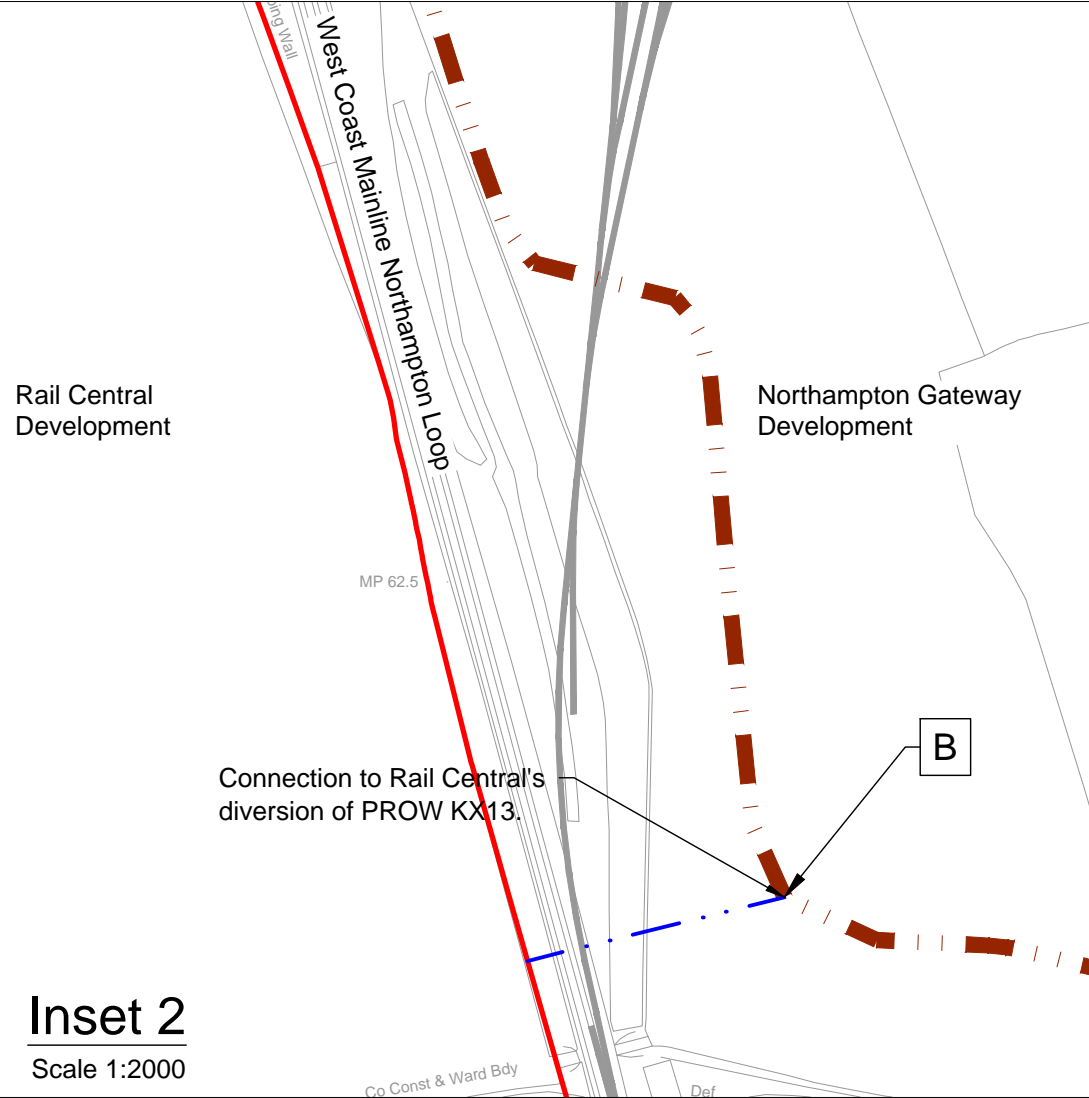 West Coast Mainline Northampton Loop
Rail Central
Development
Northampton Gateway
Development
MP 62.5
B
Connection to Rail Central's
diversion of PROW KX13.
Inset 2
Scale 1:2000
Co Const & Ward Bdy
Def
Wall